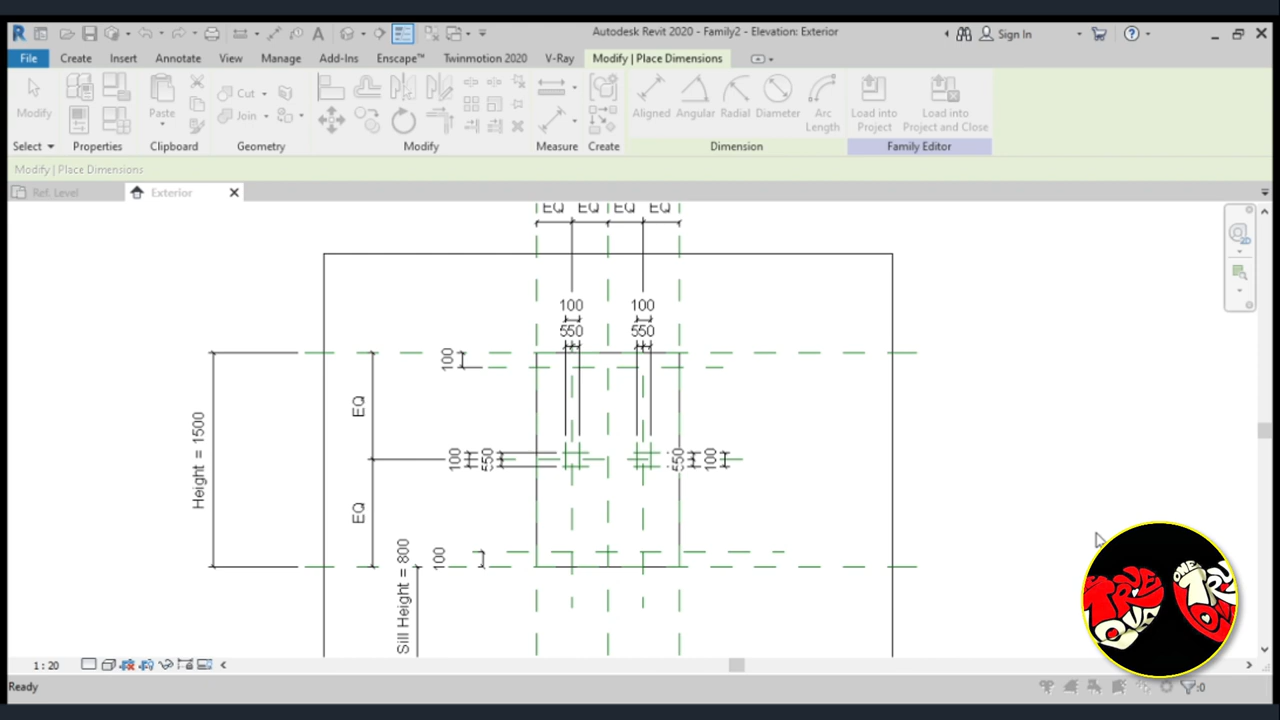 Autodesk Revit 2020 - Family2 - Elevation: Exterior
Sign In
File Create Insert Annotate View Manage Add-Ins Enscape™ Twinmotion 2020 V-Ray Modify | Place Dimensions
Modify
Paste
Cut
Join
Aligned Angular Radial Diameter Arc Length
Load into Project
Load into Project and Close
Select Properties Clipboard Geometry Modify Measure Create Dimension Family Editor
Modify | Place Dimensions
Ref. Level
Exterior
EQ EQ EQ EQ
100 100
550 550
100
EQ
Height = 1500
100 550 550 100
EQ
Sill Height = 800
100
TRUE
ONE
1 : 20
Ready
:0